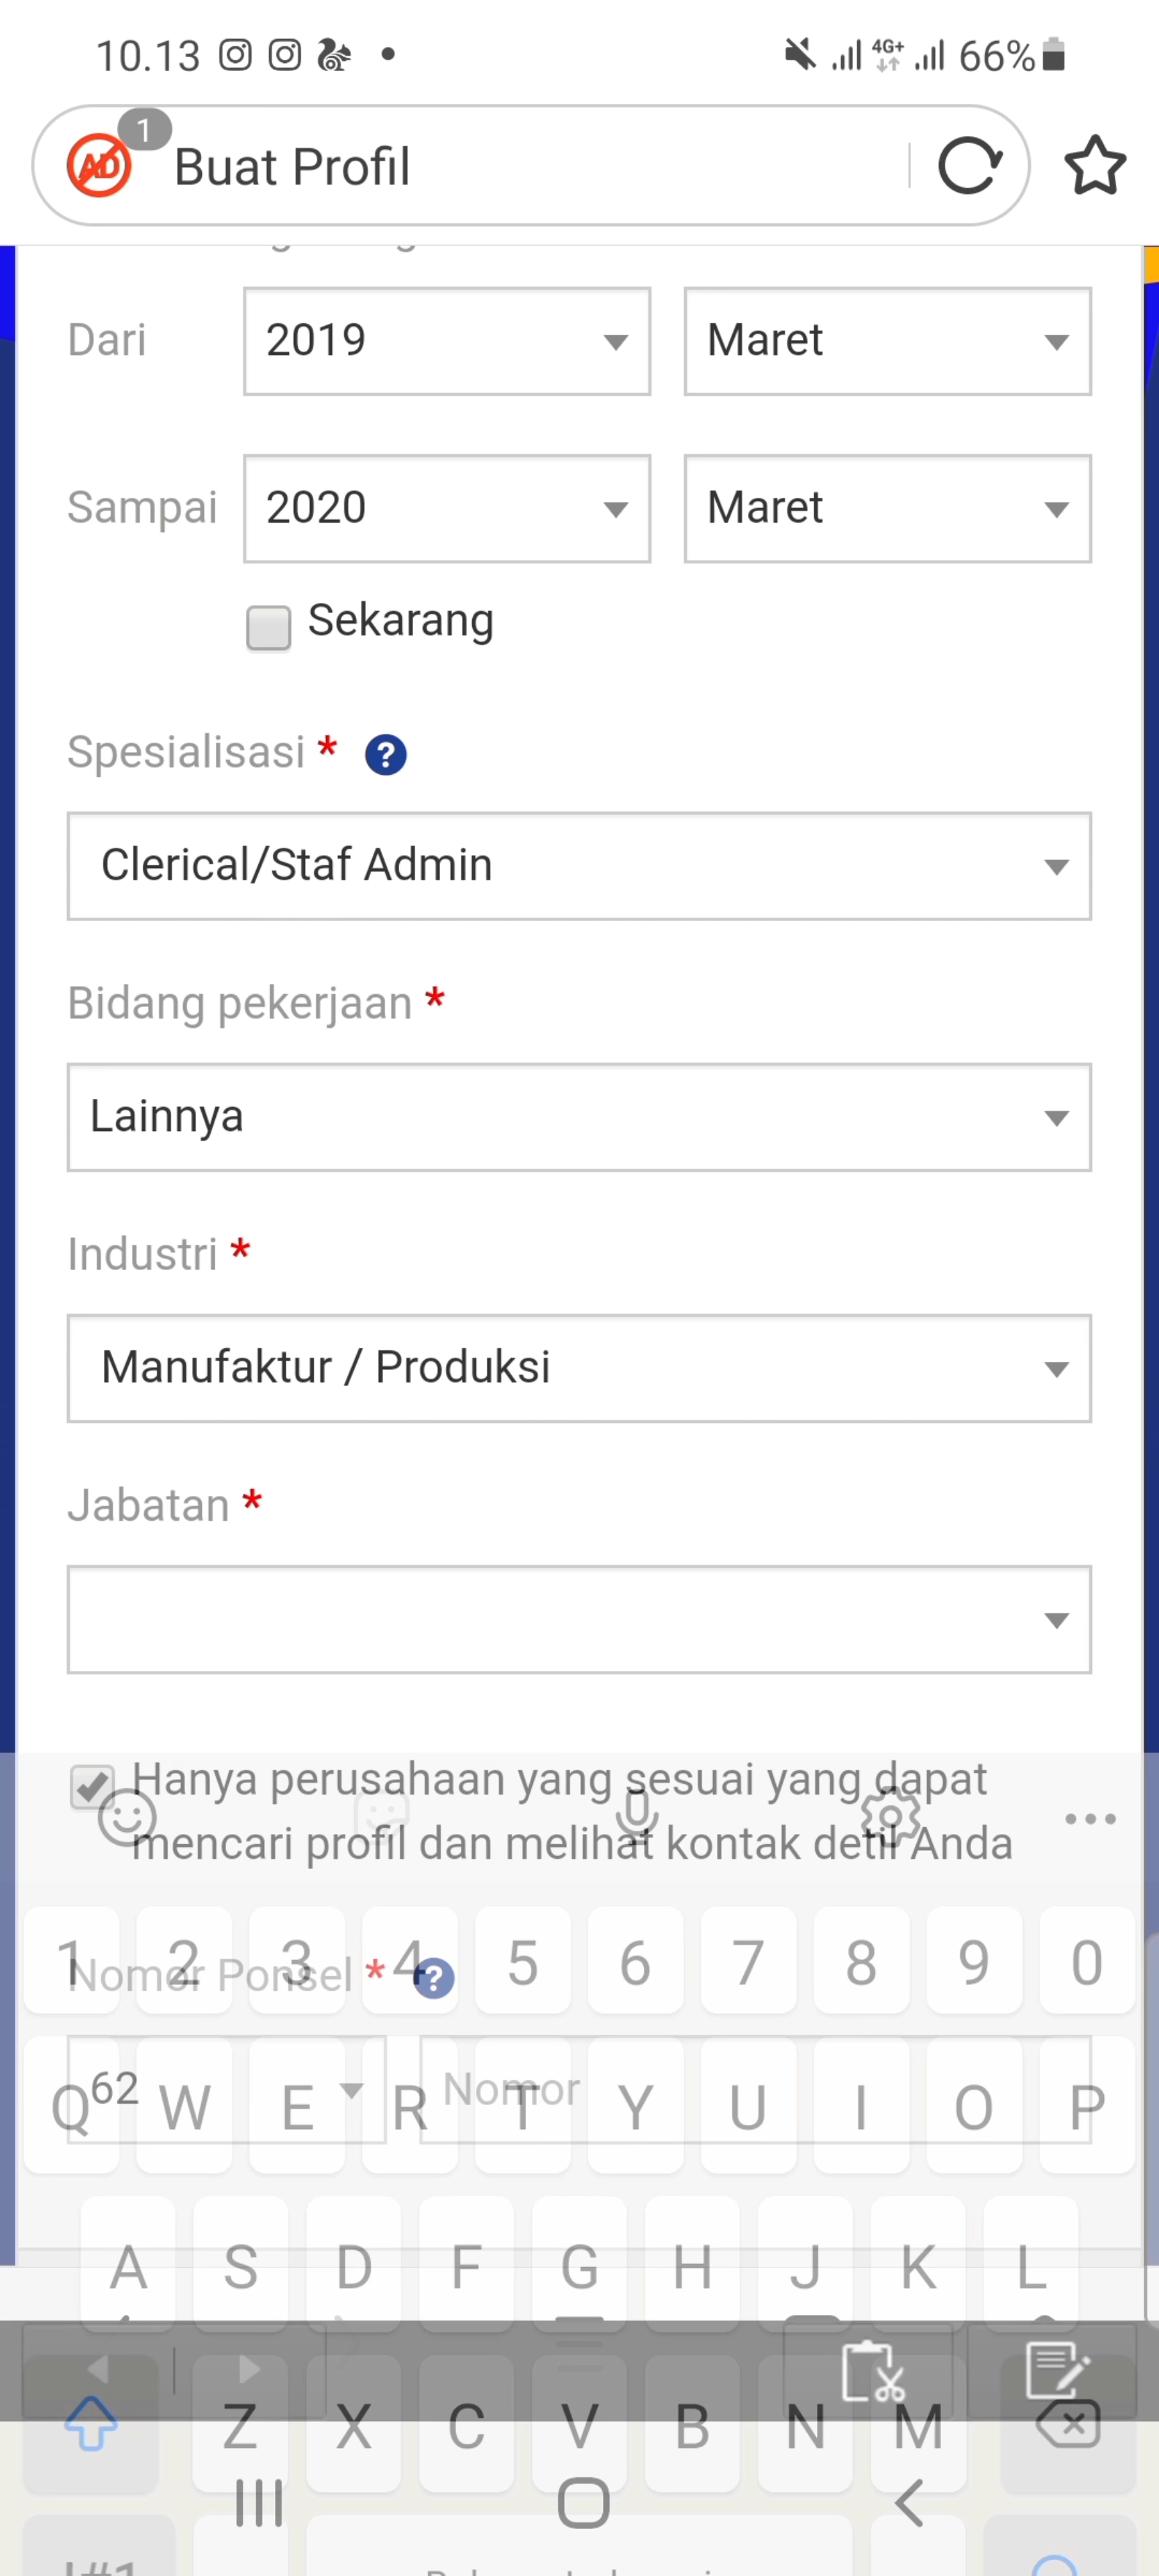 10.13 4G+ 66%
1 AD Buat Profil
Dari 2019 Maret
Sampai 2020 Maret
Sekarang
Spesialisasi * ?
Clerical/Staf Admin
Bidang pekerjaan *
Lainnya
Industri *
Manufaktur / Produksi
Jabatan *
Hanya perusahaan yang sesuai yang dapat
mencari profil dan melihat kontak detil Anda
1 2 3 4 5 6 7 8 9 0
Nomor Ponsel * ?
62 Nomor
Q W E R T Y U I O P
A S D F G H J K L
Z X C V B N M